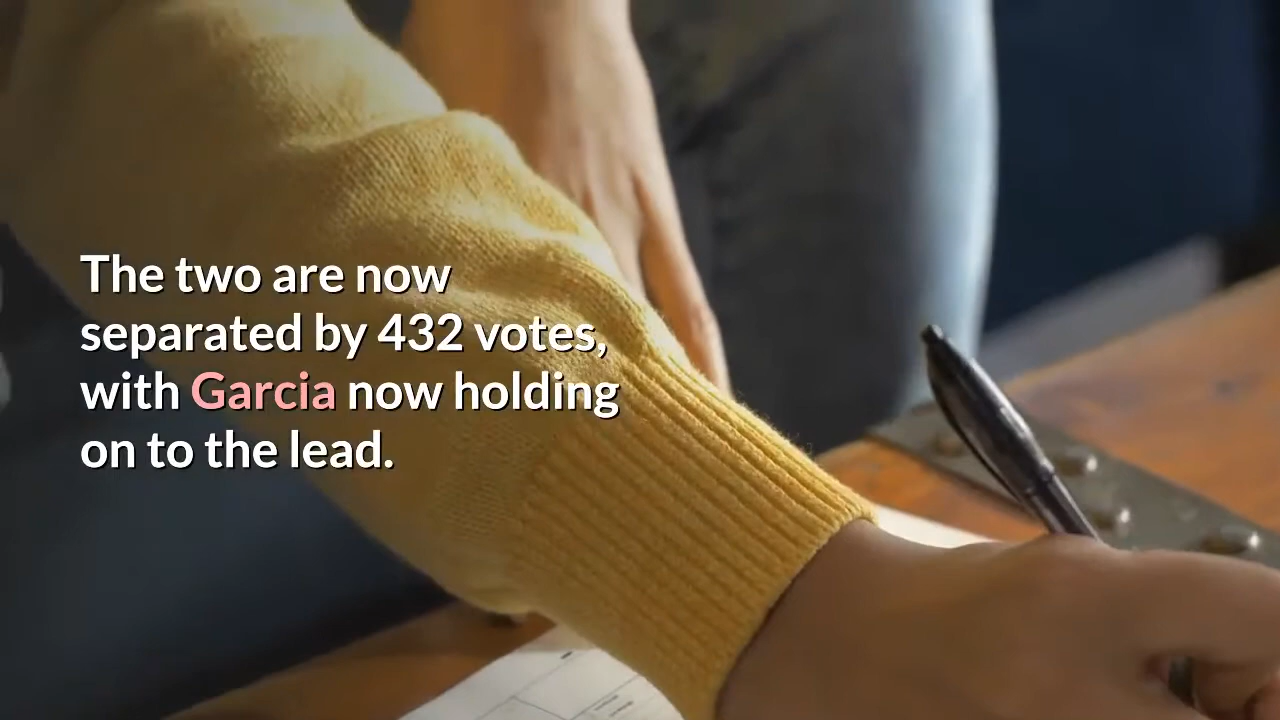 The two are now
separated by 432 votes,
with Garcia now holding
on to the lead.